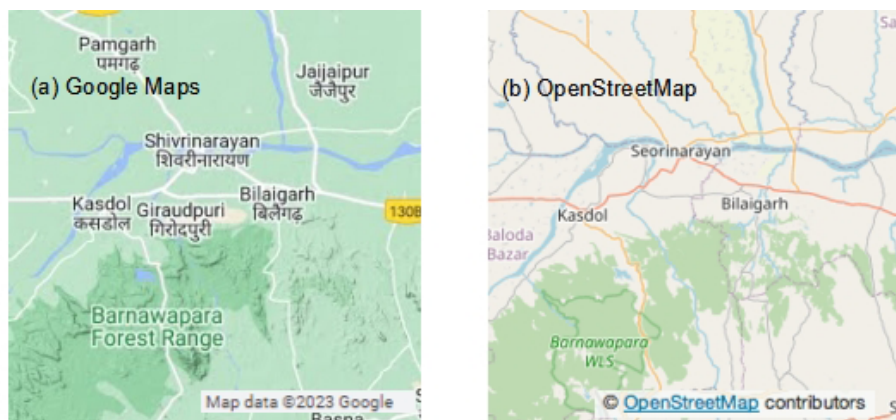 Pamgarh
पमगढ़
(a) Google Maps
Jaijaipur
जैजैपुर
Shivrinarayan
शिवरीनारायण
Kasdol
कसडोल
Giraudpuri
गिरोदपुरी
Bilaigarh
बिलैगढ़
130B
Barnawapara
Forest Range
Map data ©2023 Google
Basna
(b) OpenStreetMap
Seorinarayan
Kasdol
Bilaigarh
Baloda
Bazar
Barnawapara
WLS
© OpenStreetMap contributors